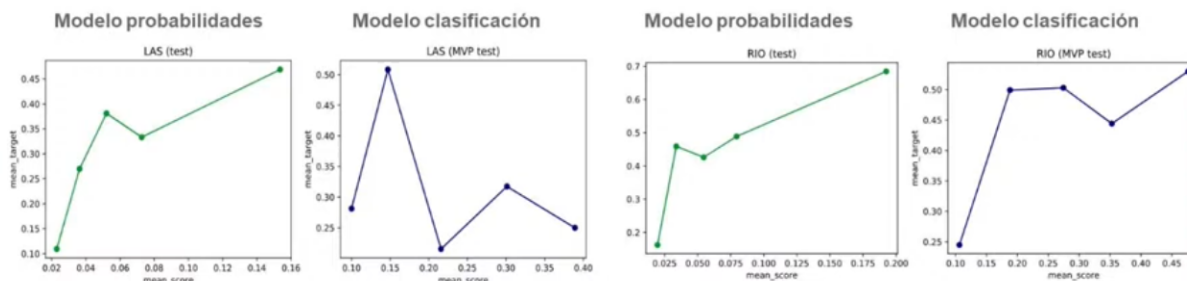 Modelo probabilidades
LAS (test)
mean_target
0.45
0.40
0.35
0.30
0.25
0.20
0.15
0.10
0.02 0.04 0.06 0.08 0.10 0.12 0.14 0.16
mean_score
Modelo clasificación
LAS (MVP test)
mean_target
0.50
0.45
0.40
0.35
0.30
0.25
0.10 0.15 0.20 0.25 0.30 0.35 0.40
mean_score
Modelo probabilidades
RIO (test)
mean_target
0.7
0.6
0.5
0.4
0.3
0.2
0.025 0.050 0.075 0.100 0.125 0.150 0.175 0.200
mean_score
Modelo clasificación
RIO (MVP test)
mean_target
0.50
0.45
0.40
0.35
0.30
0.25
0.10 0.15 0.20 0.25 0.30 0.35 0.40 0.45
mean_score